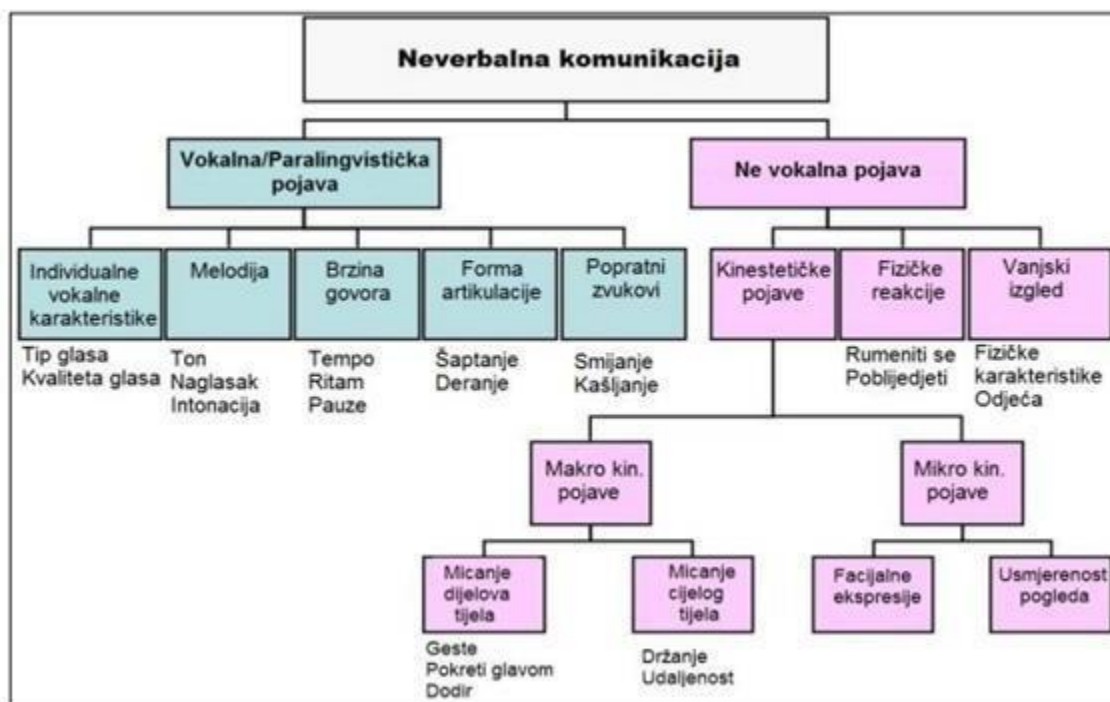 Neverbalna komunikacija
Vokalna/Paralingvistička
pojava
Ne vokalna pojava
Individualne
vokalne
karakteristike
Melodija
Brzina
govora
Forma
artikulacije
Popratni
zvukovi
Kinestetičke
pojave
Fizičke
reakcije
Vanjski
izgled
Tip glasa
Kvaliteta glasa
Ton
Naglasak
Intonacija
Tempo
Ritam
Pauze
Šaptanje
Deranje
Smijanje
Kašljanje
Rumeniti se
Poblijedjeti
Fizičke
karakteristike
Odjeća
Makro kin.
pojave
Mikro kin.
pojave
Micanje
dijelova
tijela
Micanje
cijelog
tijela
Facijalne
ekspresije
Usmjerenost
pogleda
Geste
Pokreti glavom
Dodir
Držanje
Udaljenost